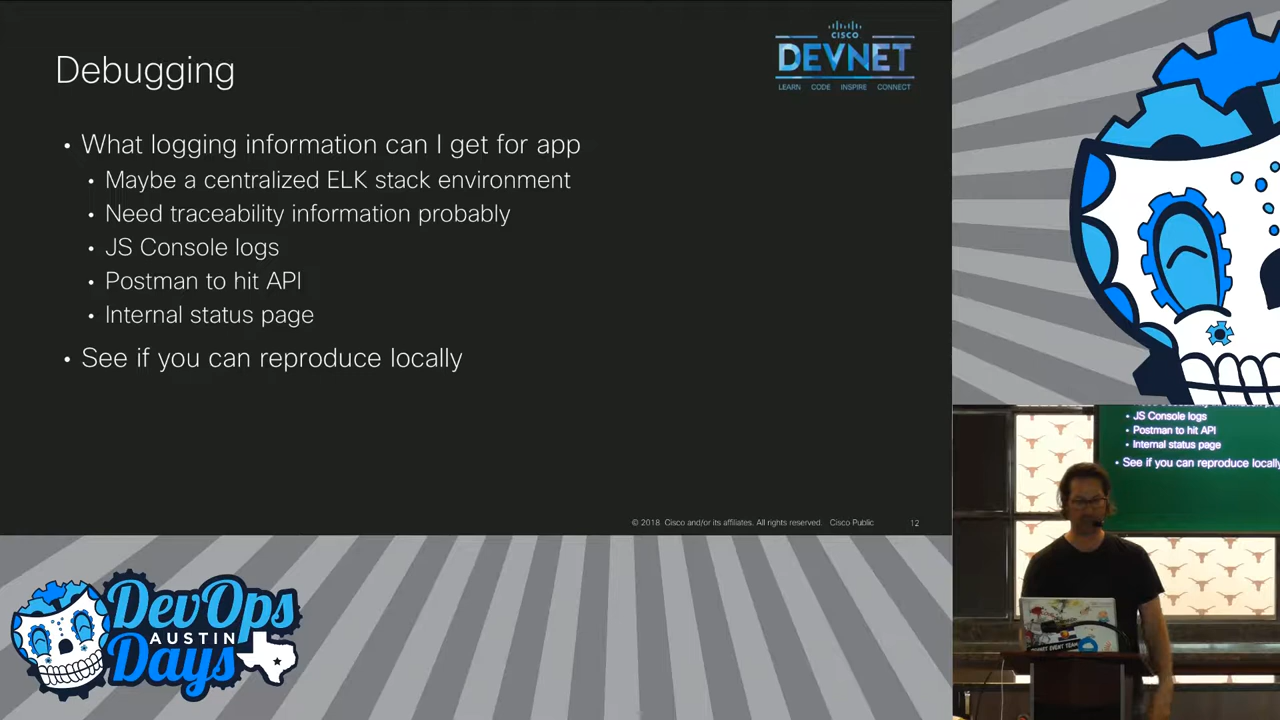 Debugging
CISCO
DEVNET
LEARN CODE INSPIRE CONNECT
• What logging information can I get for app
• Maybe a centralized ELK stack environment
• Need traceability information probably
• JS Console logs
• Postman to hit API
• Internal status page
• See if you can reproduce locally
© 2018 Cisco and/or its affiliates. All rights reserved. Cisco Public 12
• JS Console logs
• Postman to hit API
• Internal status page
• See if you can reproduce locally
EVENT TEAM
DevOps
AUSTIN
Days